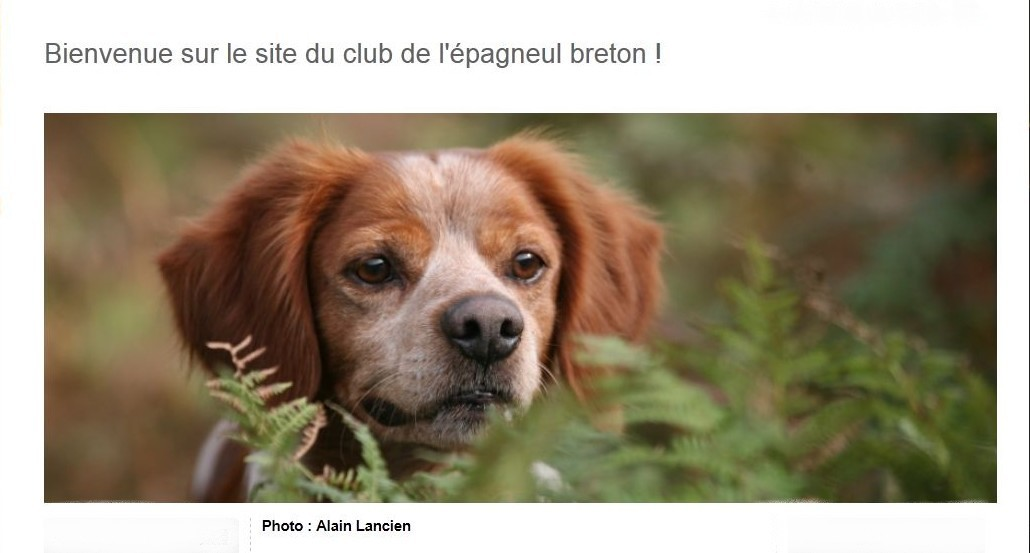 Bienvenue sur le site du club de l'épagneul breton !
Photo : Alain Lancien